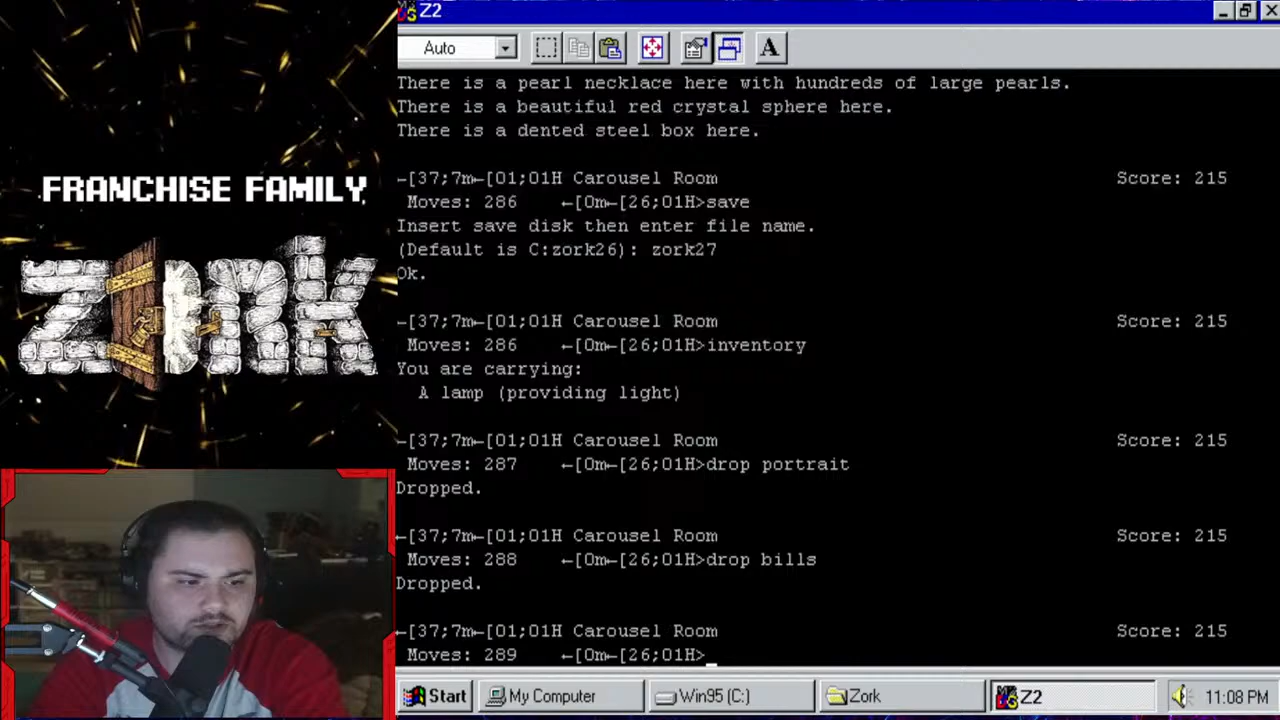 Z2
Auto
A
There is a pearl necklace here with hundreds of large pearls.
There is a beautiful red crystal sphere here.
There is a dented steel box here.
←[37;7m←[01;01H Carousel Room Score: 215
Moves: 286 ←[0m←[26;01H>save
Insert save disk then enter file name.
(Default is C:zork26): zork27
Ok.
←[37;7m←[01;01H Carousel Room Score: 215
Moves: 286 ←[0m←[26;01H>inventory
You are carrying:
A lamp (providing light)
←[37;7m←[01;01H Carousel Room Score: 215
Moves: 287 ←[0m←[26;01H>drop portrait
Dropped.
←[37;7m←[01;01H Carousel Room Score: 215
Moves: 288 ←[0m←[26;01H>drop bills
Dropped.
←[37;7m←[01;01H Carousel Room Score: 215
Moves: 289 ←[0m←[26;01H>_
FRANCHISE FAMILY
ZORK
Start My Computer Win95 (C:) Zork Z2 11:08 PM